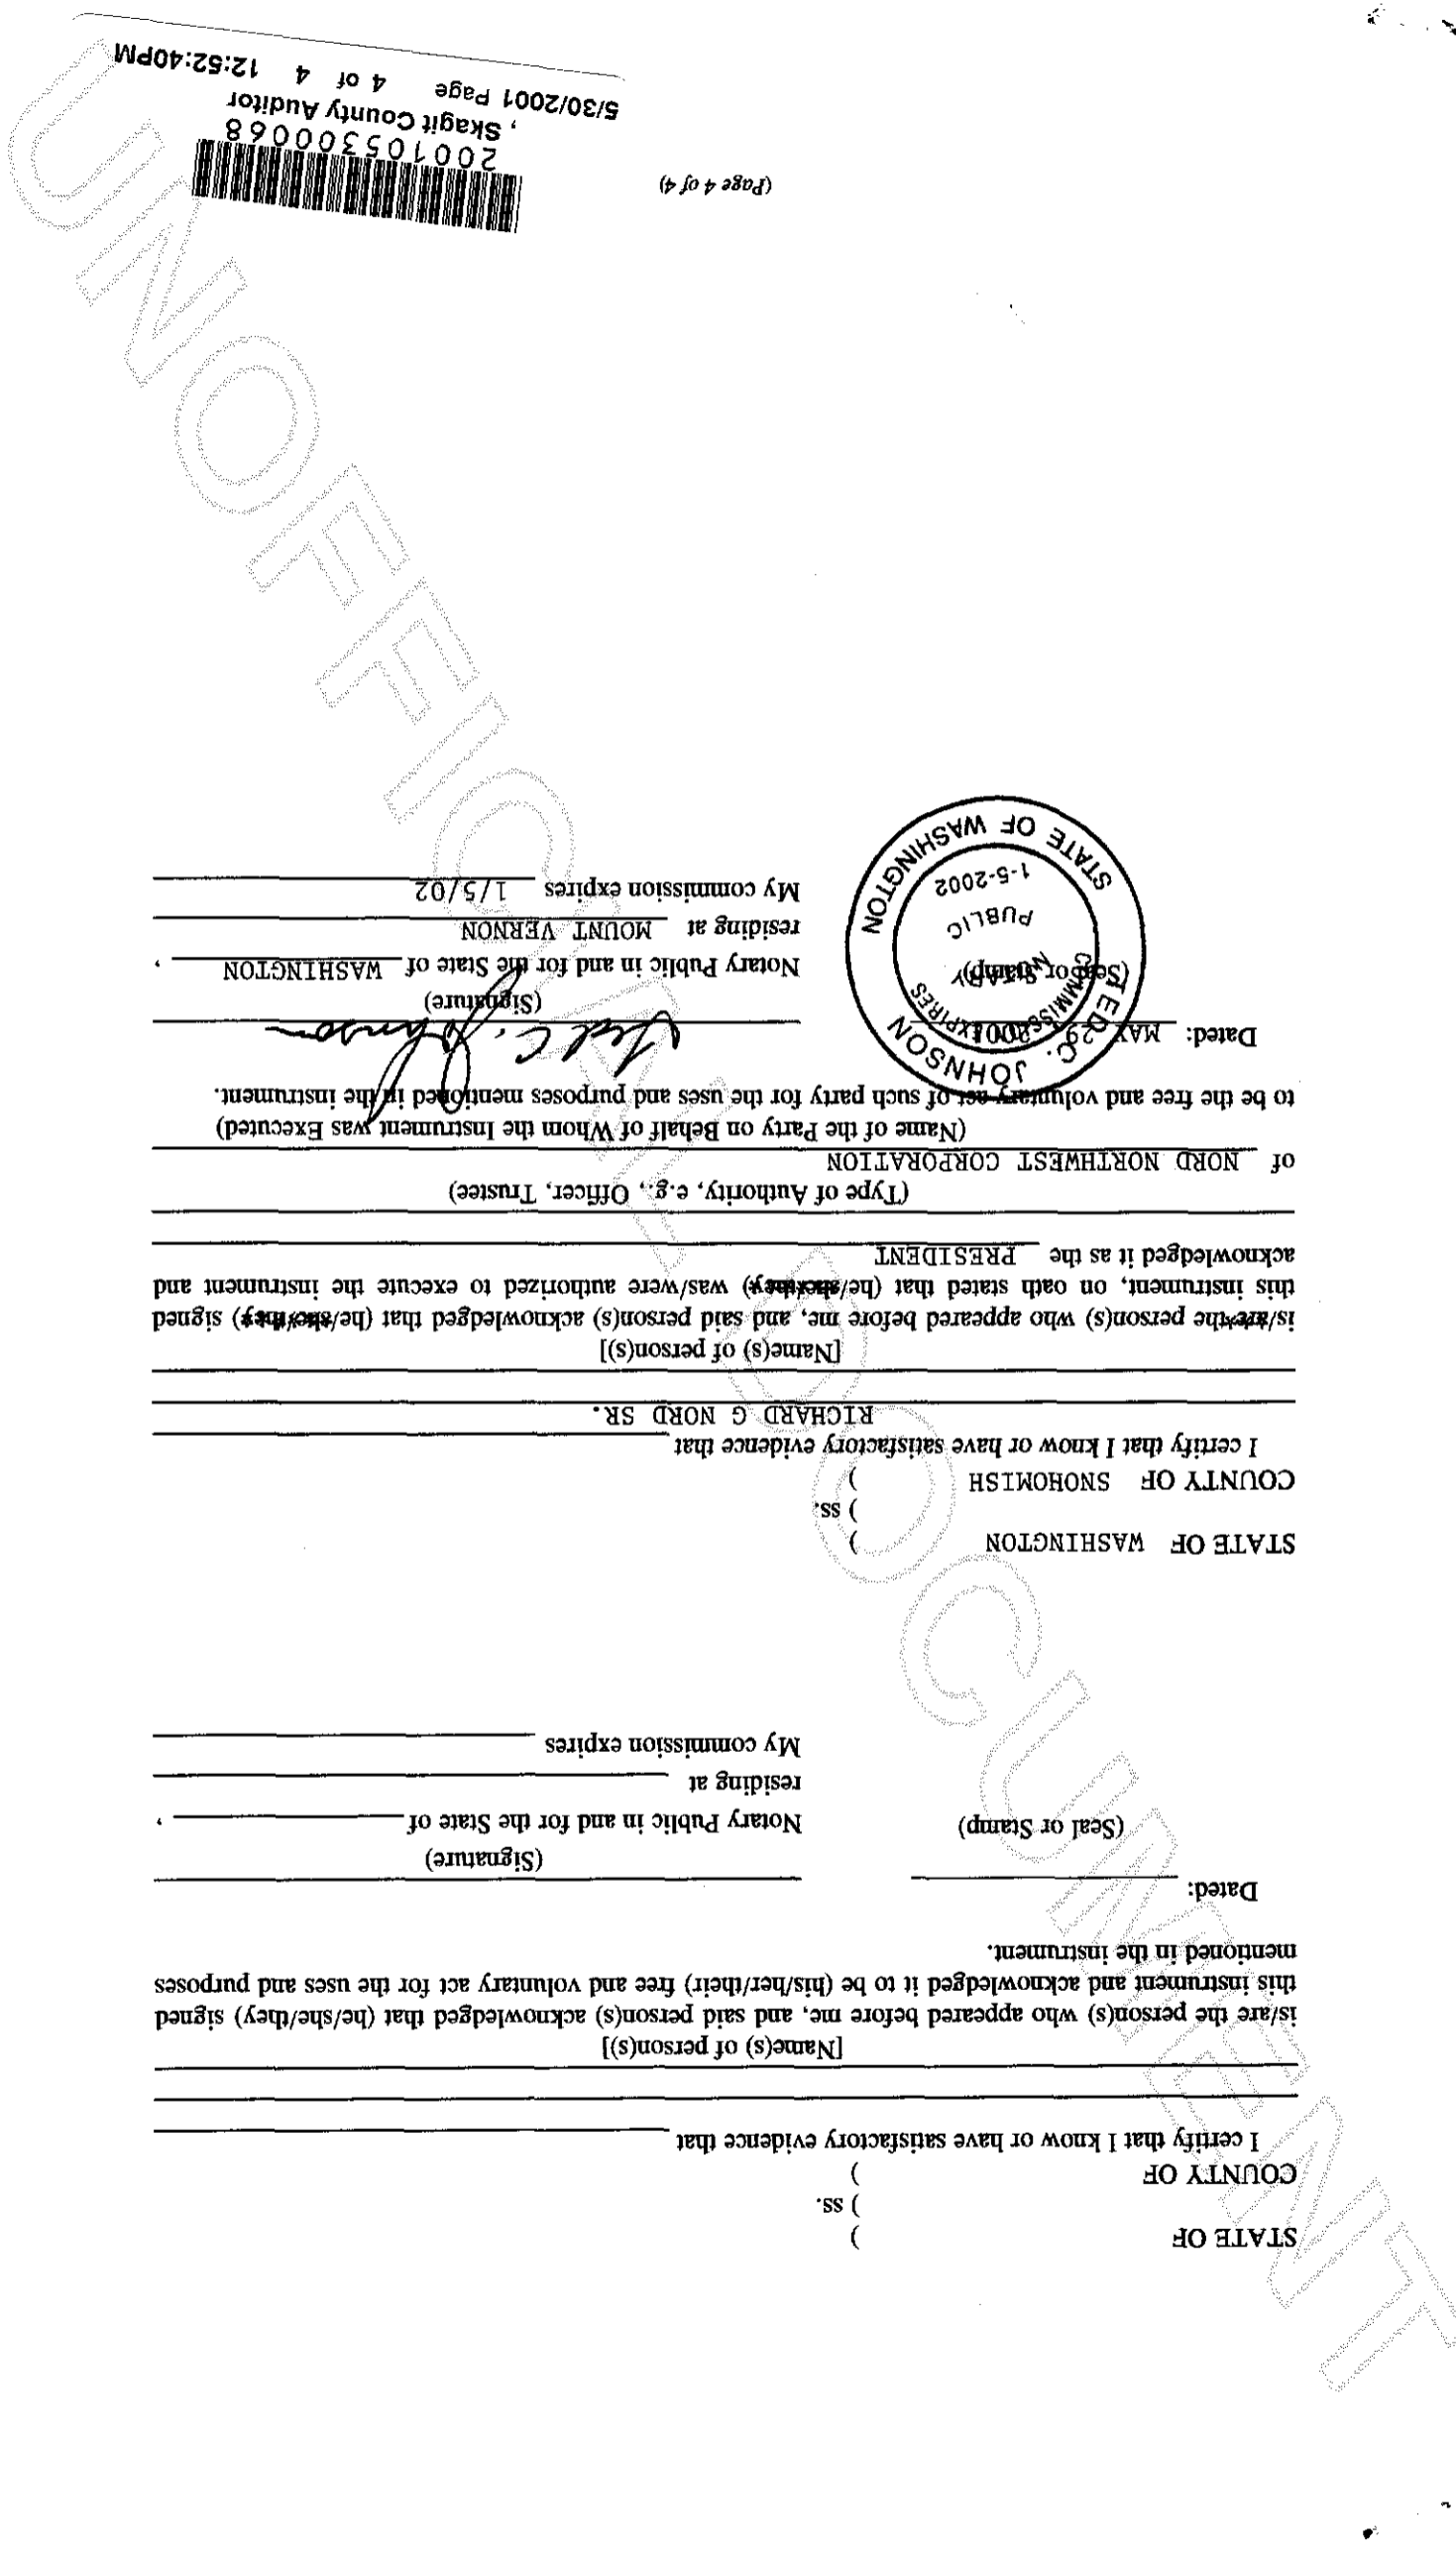 STATE OF )
) ss.
COUNTY OF )
I certify that I know or have satisfactory evidence that
[Name(s) of person(s)]
is/are the person(s) who appeared before me, and said person(s) acknowledged that (he/she/they) signed
this instrument and acknowledged it to be (his/her/their) free and voluntary act for the uses and purposes
mentioned in the instrument.
Dated:
(Signature)
(Seal or Stamp) Notary Public in and for the State of ,
residing at
My commission expires
STATE OF WASHINGTON )
) ss.
COUNTY OF SNOHOMISH )
I certify that I know or have satisfactory evidence that
RICHARD G NORD SR.
[Name(s) of person(s)]
is/are the person(s) who appeared before me, and said person(s) acknowledged that (he/she/they) signed
this instrument, on oath stated that (he/she/they) was/were authorized to execute the instrument and
acknowledged it as the PRESIDENT
(Type of Authority, e.g., Officer, Trustee)
of NORD NORTHWEST CORPORATION
(Name of the Party on Behalf of Whom the Instrument was Executed)
to be the free and voluntary act of such party for the uses and purposes mentioned in the instrument.
Dated: MAY 29, 2001
Ted C. Johnson
(Signature)
(Seal or Stamp) Notary Public in and for the State of WASHINGTON ,
residing at MOUNT VERNON
My commission expires 1/5/02
TED C. JOHNSON
COMMISSION EXPIRES
NOTARY
PUBLIC
1-5-2002
STATE OF WASHINGTON
(Page 4 of 4)
200105300068
, Skagit County Auditor
5/30/2001 Page 4 of 4 12:52:40PM
UNOFFICIAL DOCUMENT